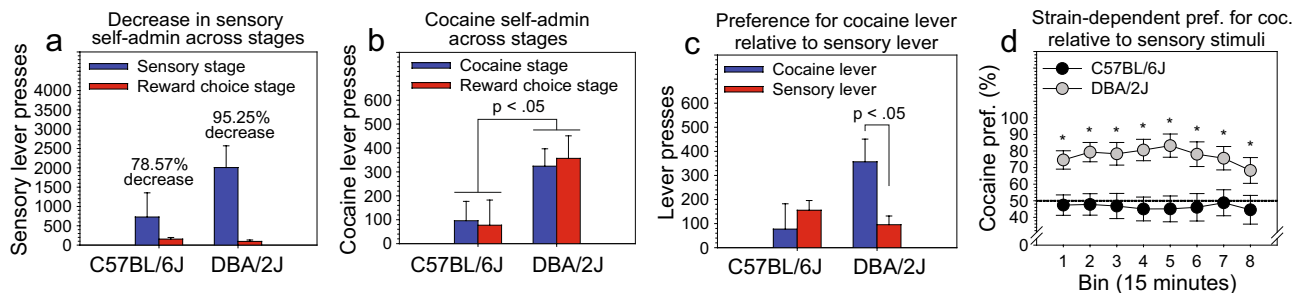 a
Decrease in sensory
self-admin across stages
Sensory stage
Reward choice stage
Sensory lever presses
4000
3500
3000
2500
2000
1500
1000
500
0
78.57%
decrease
95.25%
decrease
C57BL/6J
DBA/2J
b
Cocaine self-admin
across stages
Cocaine stage
Reward choice stage
Cocaine lever presses
600
500
400
300
200
100
0
p < .05
C57BL/6J
DBA/2J
c
Preference for cocaine lever
relative to sensory lever
Cocaine lever
Sensory lever
Lever presses
600
500
400
300
200
100
0
p < .05
C57BL/6J
DBA/2J
d
Strain-dependent pref. for coc.
relative to sensory stimuli
C57BL/6J
DBA/2J
Cocaine pref. (%)
100
90
80
70
60
50
40
0
* * * * * * * *
1 2 3 4 5 6 7 8
Bin (15 minutes)